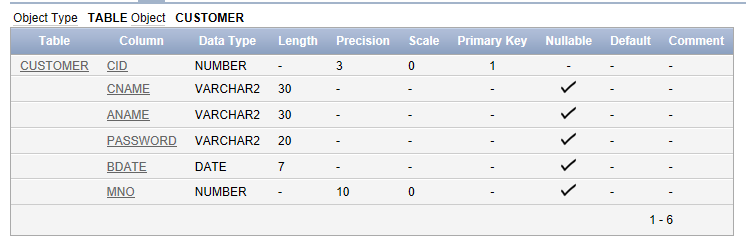 Object Type TABLE Object CUSTOMER
Table Column Data Type Length Precision Scale Primary Key Nullable Default Comment
CUSTOMER CID NUMBER - 3 0 1 - - -
CNAME VARCHAR2 30 - - - ✓ - -
ANAME VARCHAR2 30 - - - ✓ - -
PASSWORD VARCHAR2 20 - - - ✓ - -
BDATE DATE 7 - - - ✓ - -
MNO NUMBER - 10 0 - ✓ - -
1 - 6